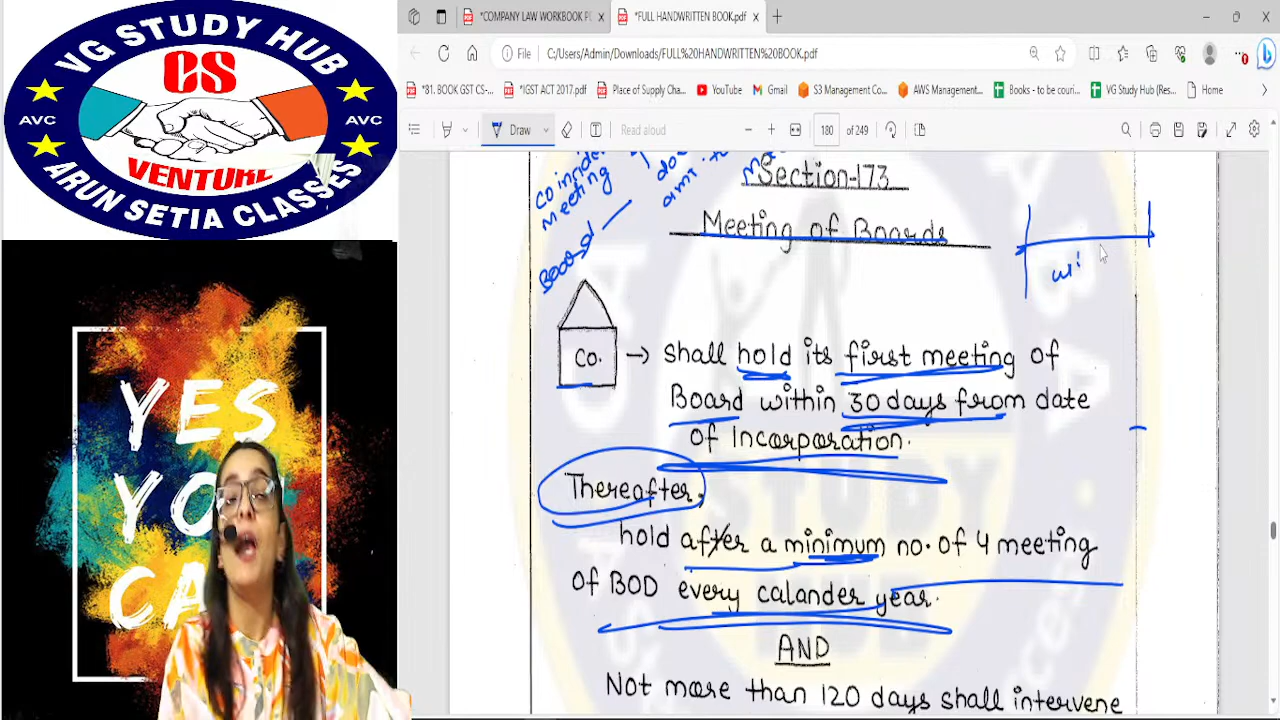 VG STUDY HUB
CS
AVC
AVC
VENTURE
ARUN SETIA CLASSES
YES
YO
CA
*COMPANY LAW WORKBOOK
*FULL HANDWRITTEN BOOK.pdf
File
C:/Users/Admin/Downloads/FULL%20HANDWRITTEN%20BOOK.pdf
*81. BOOK GST CS-...
*IGST ACT 2017.pdf
Place of Supply Cha...
YouTube
Gmail
S3 Management Co...
AWS Management...
Books - to be couri...
VG Study Hub (Res...
Home
Draw
Read aloud
180 of 249
Co incide
meeting
Board
Section-173
Meeting of Boards
wi
Co.
shall hold its first meeting of
Board within 30 days from date
of Incorporation.
Thereafter,
hold after a minimum no. of 4 meeting
of BOD every calander year.
AND
Not more than 120 days shall intervene